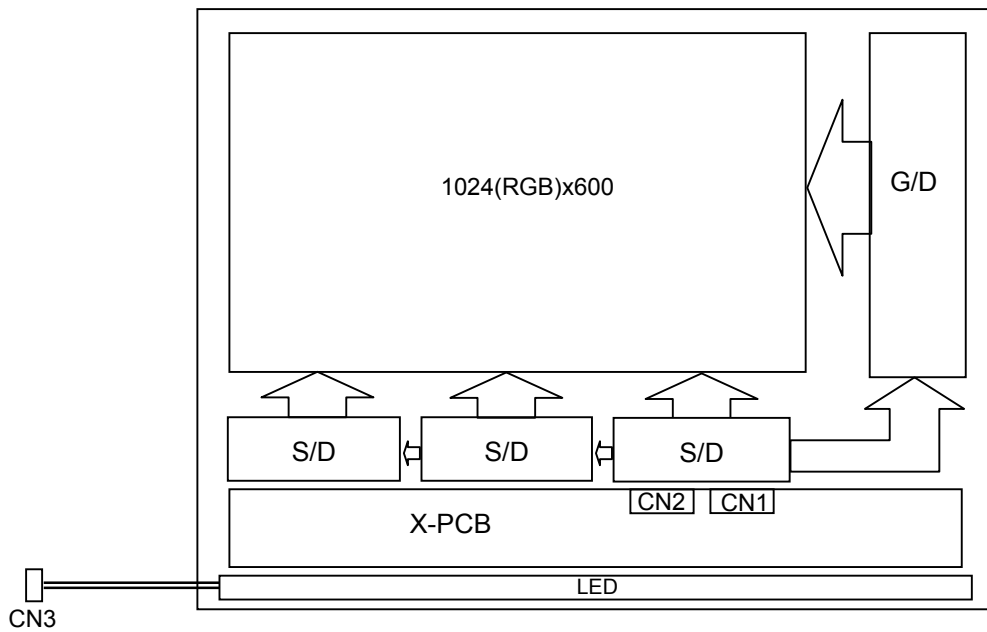 1024(RGB)x600
G/D
S/D
S/D
S/D
CN2
CN1
X-PCB
LED
CN3